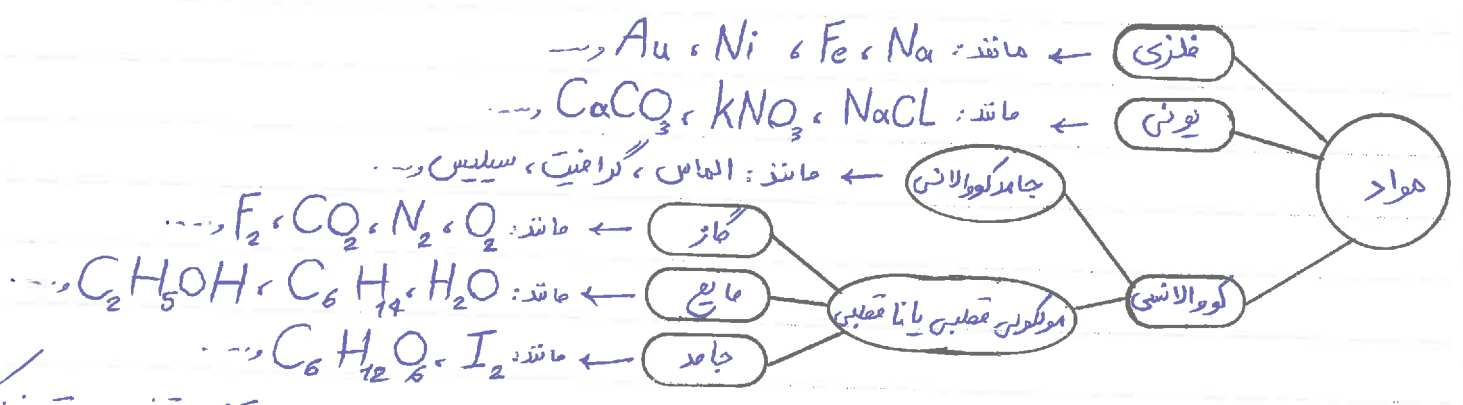 مواد
فلزی ← مانند: Na ، Fe ، Ni ، Au و...
یونی ← مانند: NaCL ، kNO3 ، CaCO3 و...
کووالانسی
جامد کووالانسی ← مانند: الماس ، گرافیت ، سیلیس و...
مولکولی قطبی یا ناقطبی
گاز ← مانند: O2 ، N2 ، CO2 ، F2 و...
مایع ← مانند: H2O ، C6H14 ، C2H5OH و...
جامد ← مانند: I2 ، C6H12O6 و...